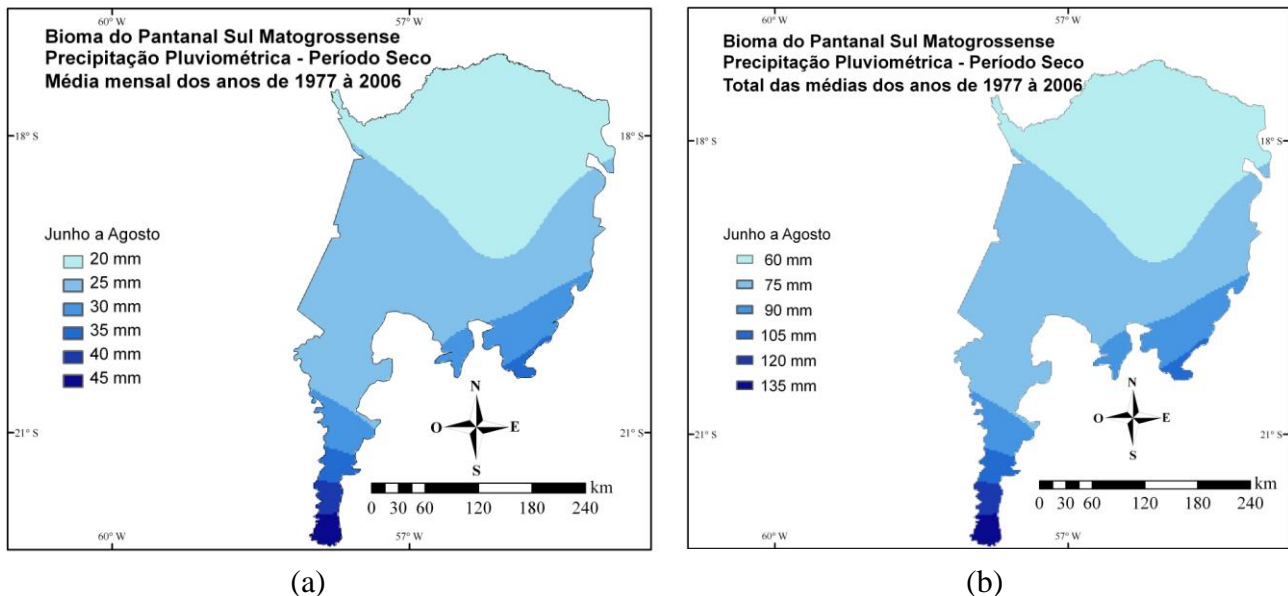 60° W
57° W
Bioma do Pantanal Sul Matogrossense
Precipitação Pluviométrica - Período Seco
Média mensal dos anos de 1977 à 2006
18° S
18° S
Junho a Agosto
20 mm
25 mm
30 mm
35 mm
40 mm
45 mm
N
O
E
S
21° S
21° S
km
0 30 60 120 180 240
60° W
57° W
(a)
60° W
57° W
Bioma do Pantanal Sul Matogrossense
Precipitação Pluviométrica - Período Seco
Total das médias dos anos de 1977 à 2006
18° S
18° S
Junho a Agosto
60 mm
75 mm
90 mm
105 mm
120 mm
135 mm
N
O
E
S
21° S
21° S
km
0 30 60 120 180 240
60° W
57° W
(b)